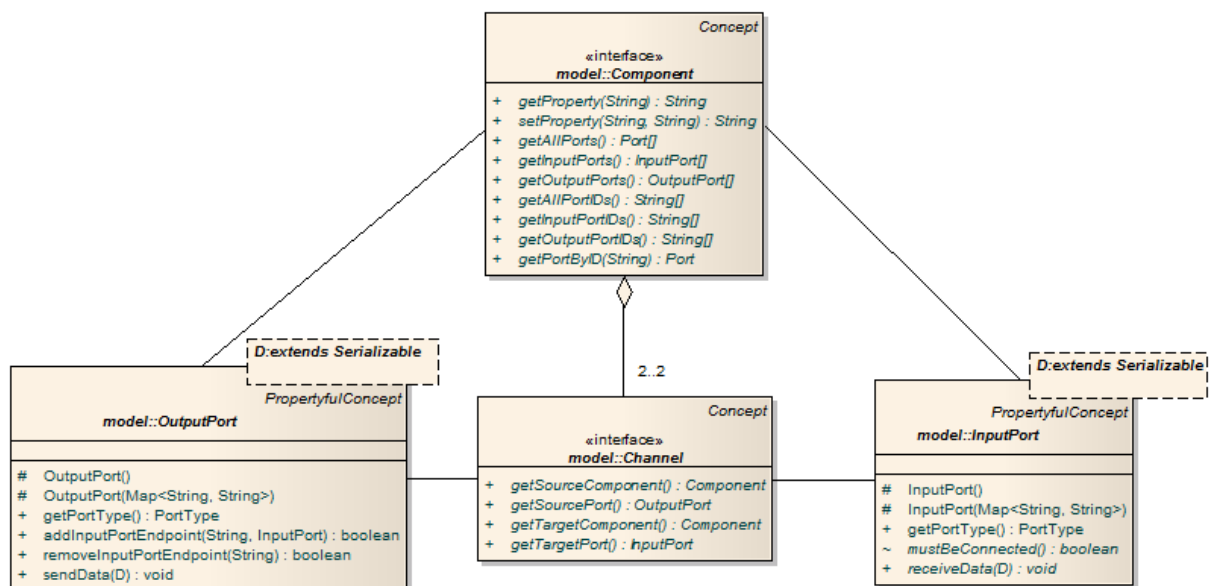 Concept
«interface»
model::Component
+ getProperty(String) : String
+ setProperty(String, String) : String
+ getAllPorts() : Port[]
+ getInputPorts() : InputPort[]
+ getOutputPorts() : OutputPort[]
+ getAllPortIDs() : String[]
+ getInputPortIDs() : String[]
+ getOutputPortIDs() : String[]
+ getPortByID(String) : Port
2..2
D:extends Serializable
PropertyfulConcept
model::OutputPort
# OutputPort()
# OutputPort(Map<String, String>)
+ getPortType() : PortType
+ addInputPortEndpoint(String, InputPort) : boolean
+ removeInputPortEndpoint(String) : boolean
+ sendData(D) : void
Concept
«interface»
model::Channel
+ getSourceComponent() : Component
+ getSourcePort() : OutputPort
+ getTargetComponent() : Component
+ getTargetPort() : InputPort
D:extends Serializable
PropertyfulConcept
model::InputPort
# InputPort()
# InputPort(Map<String, String>)
+ getPortType() : PortType
~ mustBeConnected() : boolean
+ receiveData(D) : void